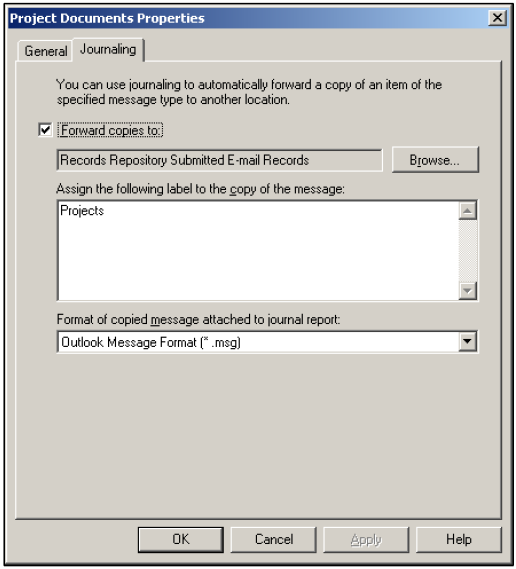 Project Documents Properties
General Journaling
You can use journaling to automatically forward a copy of an item of the
specified message type to another location.
Forward copies to:
Records Repository Submitted E-mail Records Browse...
Assign the following label to the copy of the message:
Projects
Format of copied message attached to journal report:
Outlook Message Format (* .msg)
OK Cancel Apply Help